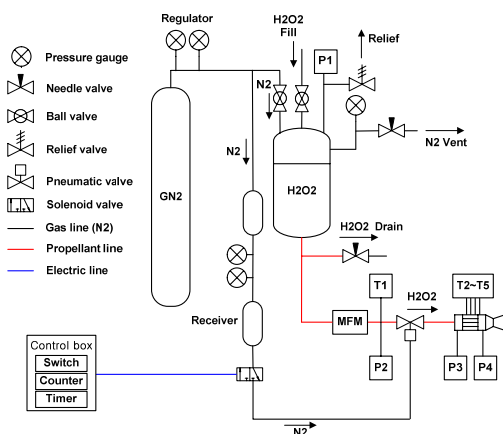 Regulator
H2O2
Fill
Relief
P1
Pressure gauge
Needle valve
Ball valve
Relief valve
Pneumatic valve
Solenoid valve
Gas line (N2)
Propellant line
Electric line
N2
N2
N2 Vent
GN2
H2O2
H2O2 Drain
T1
H2O2
T2~T5
MFM
Receiver
P2
P3
P4
Control box
Switch
Counter
Timer
N2